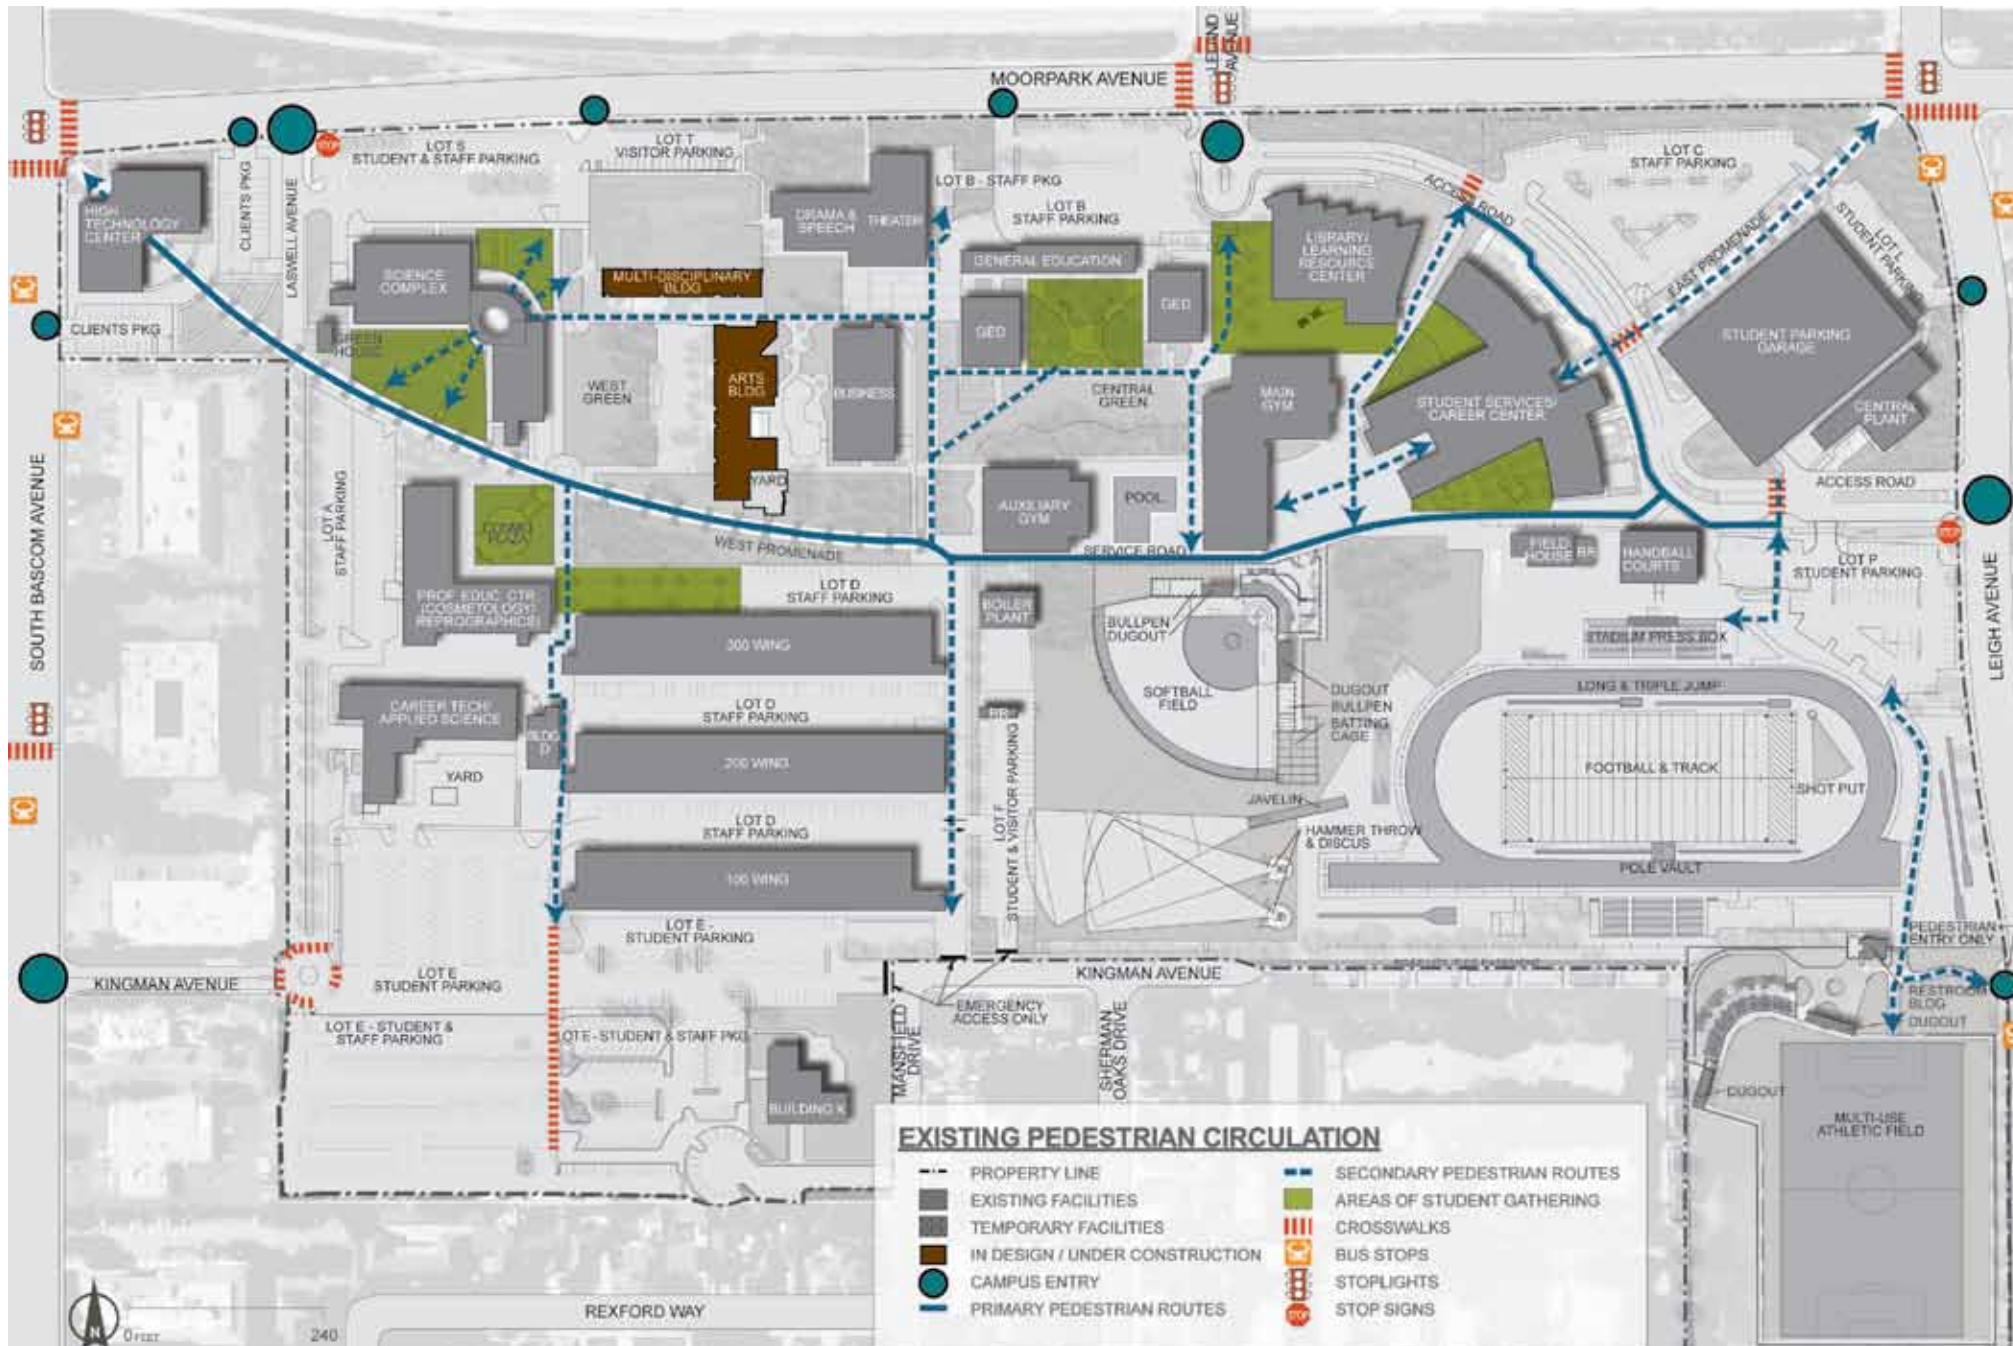 MOORPARK AVENUE
LELAND
AVENUE
LOT S
STUDENT & STAFF PARKING
LOT T
VISITOR PARKING
LOT B - STAFF PKG
LOT B
STAFF PARKING
LOT C
STAFF PARKING
ACCESS ROAD
EAST PROMENADE
LOT L
STUDENT PARKING
HIGH
TECHNOLOGY
CENTER
CLIENTS PKG
LASWELL AVENUE
CLIENTS PKG
SCIENCE
COMPLEX
GREEN
HOUSE
MULTI-DISCIPLINARY
BLDG
DRAMA &
SPEECH
THEATER
GENERAL EDUCATION
GED
GED
LIBRARY/
LEARNING
RESOURCE
CENTER
STUDENT PARKING
GARAGE
CENTRAL
PLANT
WEST
GREEN
ARTS
BLDG
YARD
BUSINESS
CENTRAL
GREEN
MAIN
GYM
STUDENT SERVICES/
CAREER CENTER
AUXILIARY
GYM
POOL
ACCESS ROAD
STOP
STOP
SOUTH BASCOM AVENUE
LOT A
STAFF PARKING
COSMO
PLAZA
WEST PROMENADE
SERVICE ROAD
FIELD
HOUSE
RR
HANDBALL
COURTS
LOT P
STUDENT PARKING
LEIGH AVENUE
PROF. EDUC. CTR
(COSMETOLOGY/
REPROGRAPHICS)
LOT D
STAFF PARKING
BOILER
PLANT
BULLPEN
DUGOUT
STADIUM PRESS BOX
300 WING
LOT D
STAFF PARKING
CAREER TECH/
APPLIED SCIENCE
BLDG
D
YARD
200 WING
LOT D
STAFF PARKING
100 WING
LOT F
STUDENT & VISITOR PARKING
SOFTBALL
FIELD
DUGOUT
BULLPEN
BATTING
CAGE
JAVELIN
HAMMER THROW
& DISCUS
LONG & TRIPLE JUMP
FOOTBALL & TRACK
SHOT PUT
POLE VAULT
LOT E -
STUDENT PARKING
KINGMAN AVENUE
LOT E
STUDENT PARKING
LOT E - STUDENT &
STAFF PARKING
LOT E - STUDENT & STAFF PKG
BUILDING X
MANSFIELD
DRIVE
EMERGENCY
ACCESS ONLY
KINGMAN AVENUE
SHERMAN
OAKS DRIVE
PEDESTRIAN
ENTRY ONLY
RESTROOM
BLDG
DUGOUT
DUGOUT
MULTI-USE
ATHLETIC FIELD
REXFORD WAY
N
0 FEET
240
EXISTING PEDESTRIAN CIRCULATION
PROPERTY LINE
EXISTING FACILITIES
TEMPORARY FACILITIES
IN DESIGN / UNDER CONSTRUCTION
CAMPUS ENTRY
PRIMARY PEDESTRIAN ROUTES
SECONDARY PEDESTRIAN ROUTES
AREAS OF STUDENT GATHERING
CROSSWALKS
BUS STOPS
STOPLIGHTS
STOP SIGNS
STOP